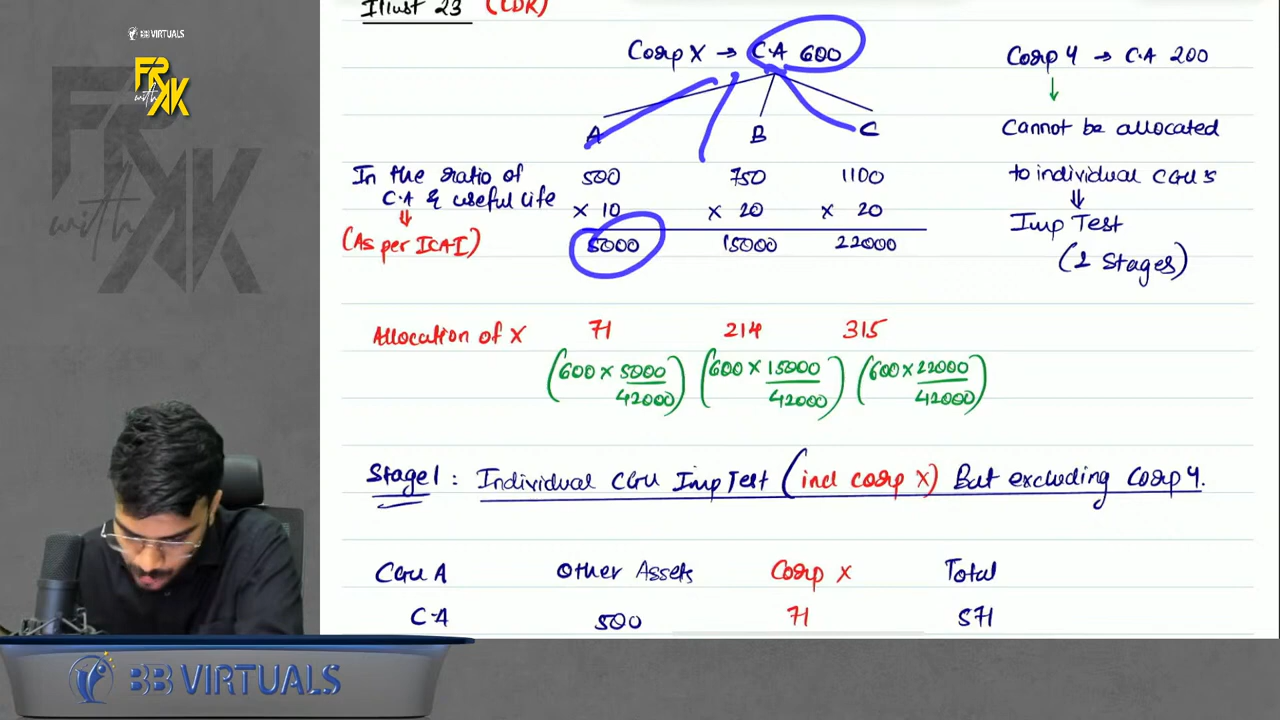 Illust 23 (LDR)
BB VIRTUALS
FR
with
AK
Corp X → C.A 600
Corp Y → C.A 200
↓
A B C
Cannot be allocated
In the ratio of
C.A & useful life
↓
(As per ICAI)
500 750 1100
× 10 × 20 × 20
5000 15000 22000
to individual CGUs
⇓
Imp Test
(2 Stages)
Allocation of X 71 214 315
(600 × 5000/42000) (600 × 15000/42000) (600 × 22000/42000)
Stage 1 : Individual CGU Imp Test (incl corp X) But excluding Corp Y.
CGU A Other Assets Corp X Total
C.A 500 71 571
BB VIRTUALS